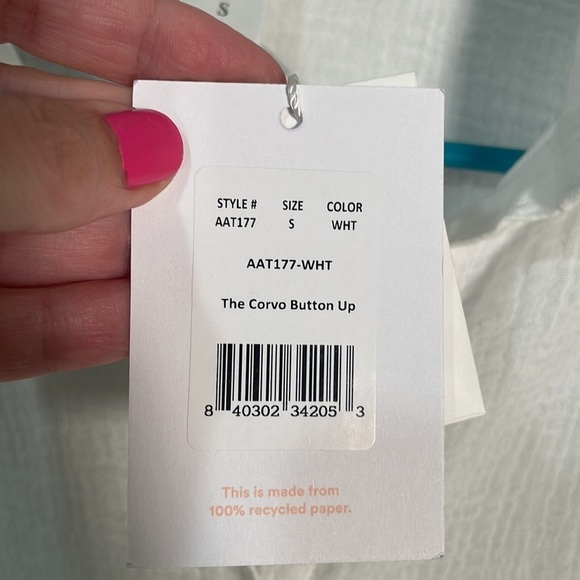 S
STYLE # SIZE COLOR
AAT177 S WHT
AAT177-WHT
The Corvo Button Up
8 40302 34205 3
This is made from
100% recycled paper.